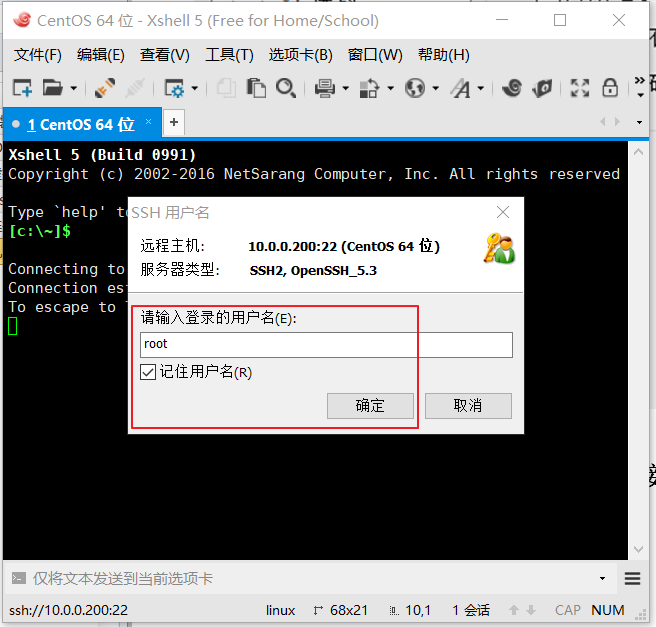 CentOS 64 位 - Xshell 5 (Free for Home/School)
文件(F) 编辑(E) 查看(V) 工具(T) 选项卡(B) 窗口(W) 帮助(H)
1 CentOS 64 位
Xshell 5 (Build 0991)
Copyright (c) 2002-2016 NetSarang Computer, Inc. All rights reserved
Type `help' to
[c:\~]$
Connecting to
Connection es
To escape to
SSH 用户名
远程主机: 10.0.0.200:22 (CentOS 64 位)
服务器类型: SSH2, OpenSSH_5.3
请输入登录的用户名(E):
root
记住用户名(R)
确定 取消
仅将文本发送到当前选项卡
ssh://10.0.0.200:22 linux 68x21 10,1 1 会话 CAP NUM